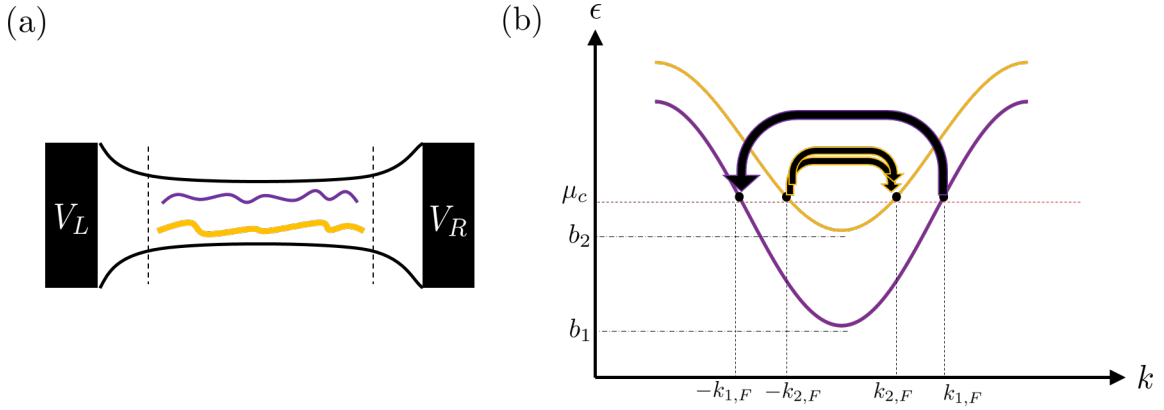 (a)
V_L
V_R
(b)
ϵ
μ_c
b_2
b_1
−k_{1,F}
−k_{2,F}
k_{2,F}
k_{1,F}
k